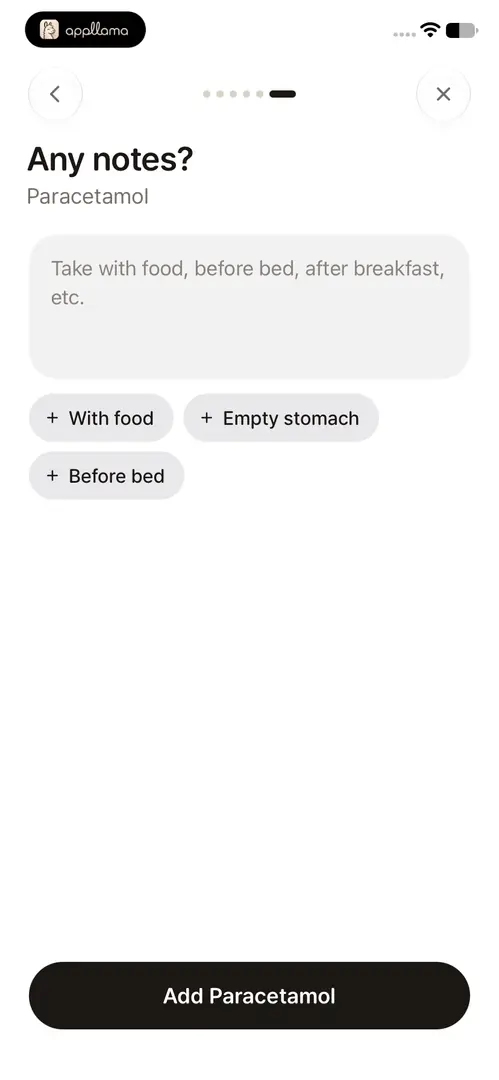 appllama
Any notes?
Paracetamol
Take with food, before bed, after breakfast,
etc.
+ With food
+ Empty stomach
+ Before bed
Add Paracetamol